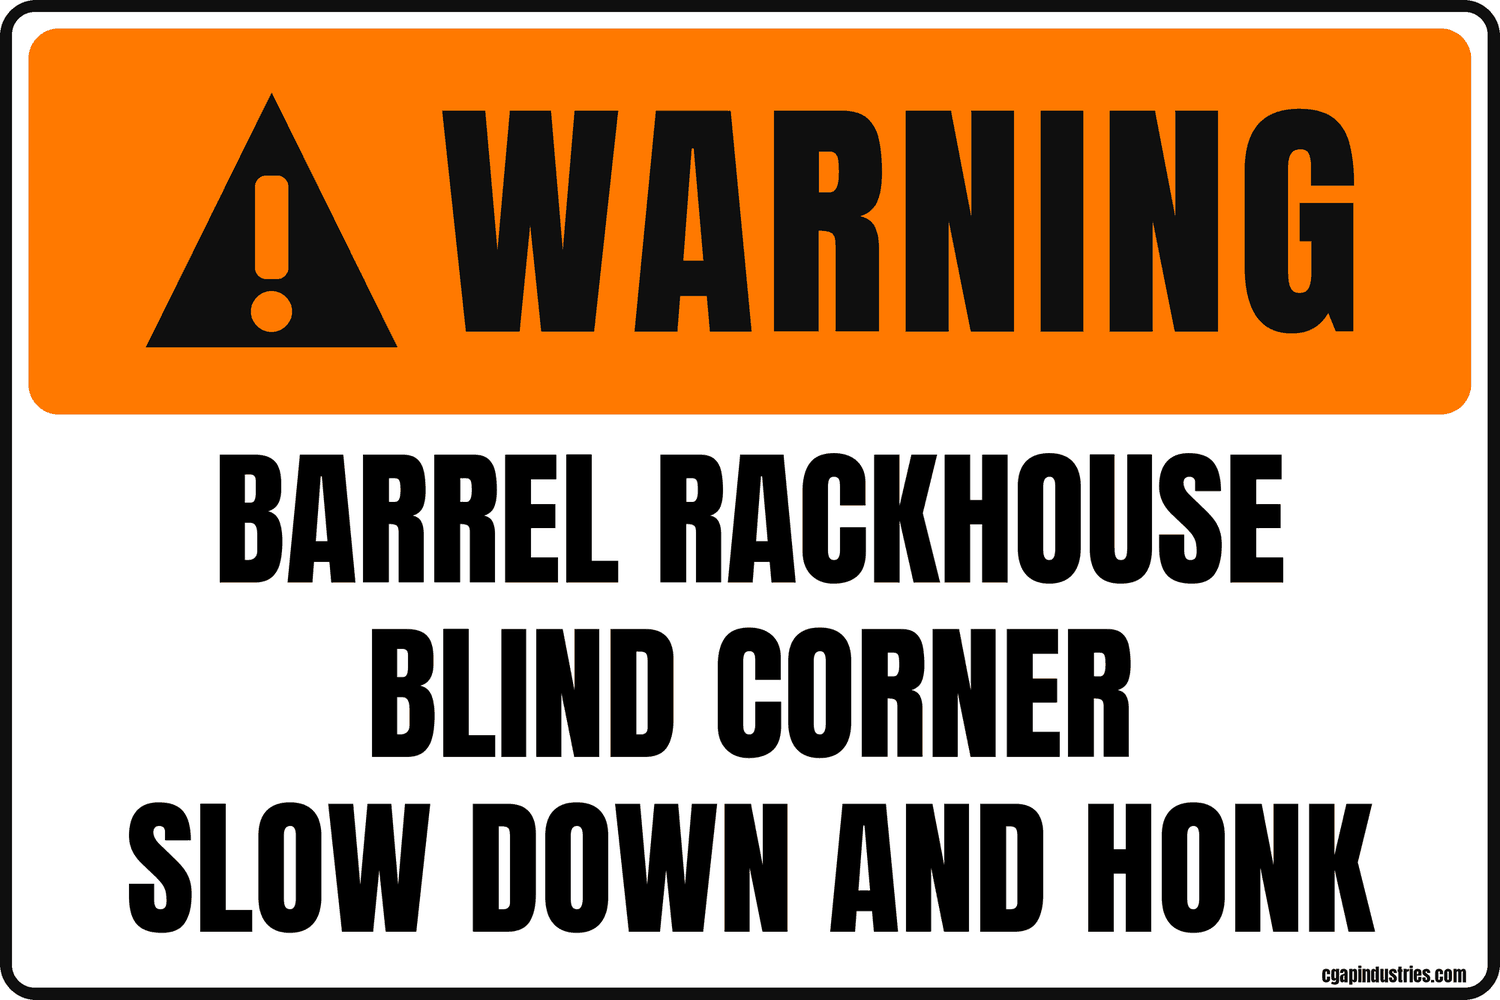 WARNING
BARREL RACKHOUSE
BLIND CORNER
SLOW DOWN AND HONK
cgapindustries.com